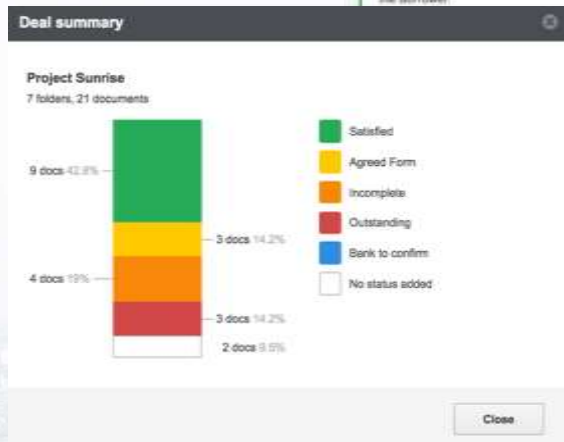 the borrower.
Deal summary
Project Sunrise
7 folders, 21 documents
9 docs 42.8%
3 docs 14.2%
4 docs 19%
3 docs 14.2%
2 docs 9.5%
Satisfied
Agreed Form
Incomplete
Outstanding
Bank to confirm
No status added
Close